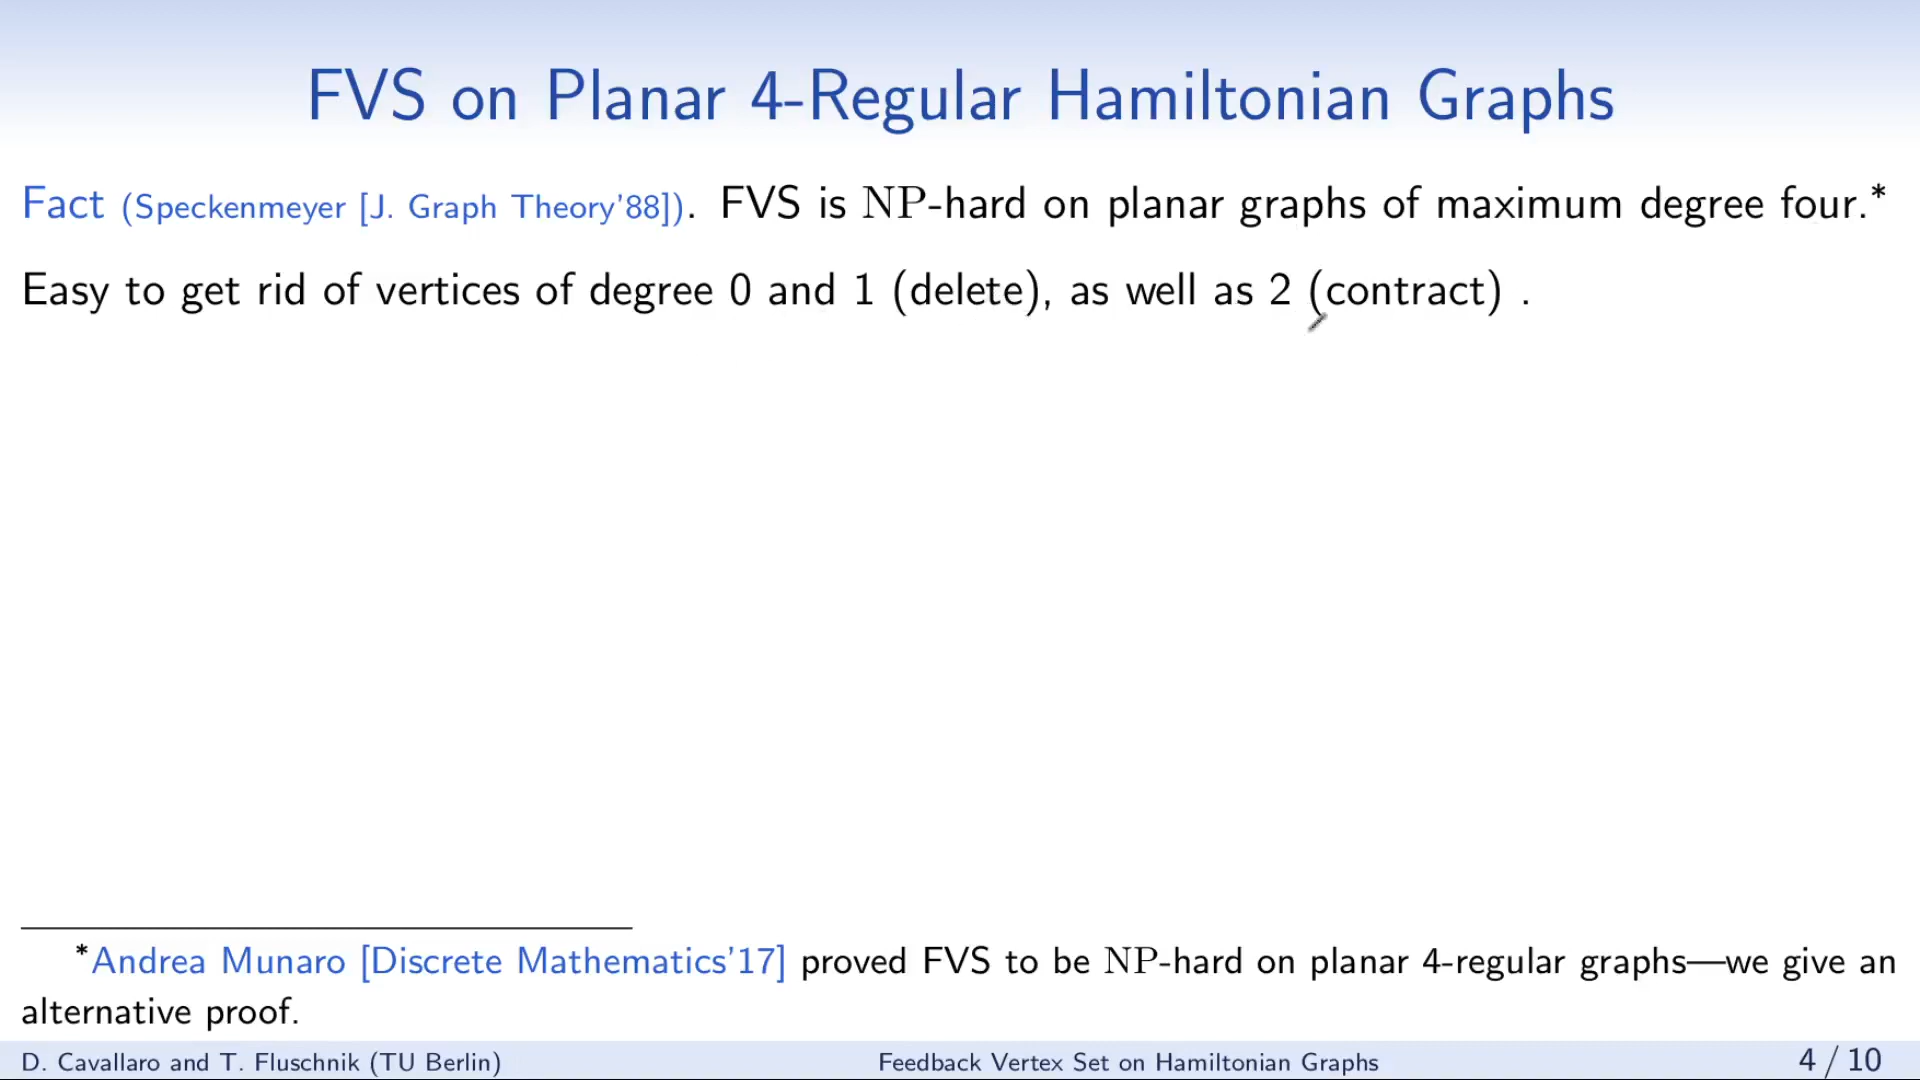 FVS on Planar 4-Regular Hamiltonian Graphs
Fact (Speckenmeyer [J. Graph Theory'88]). FVS is NP-hard on planar graphs of maximum degree four.*
Easy to get rid of vertices of degree 0 and 1 (delete), as well as 2 (contract) .
*Andrea Munaro [Discrete Mathematics'17] proved FVS to be NP-hard on planar 4-regular graphs—we give an
alternative proof.
D. Cavallaro and T. Fluschnik (TU Berlin) Feedback Vertex Set on Hamiltonian Graphs 4 / 10